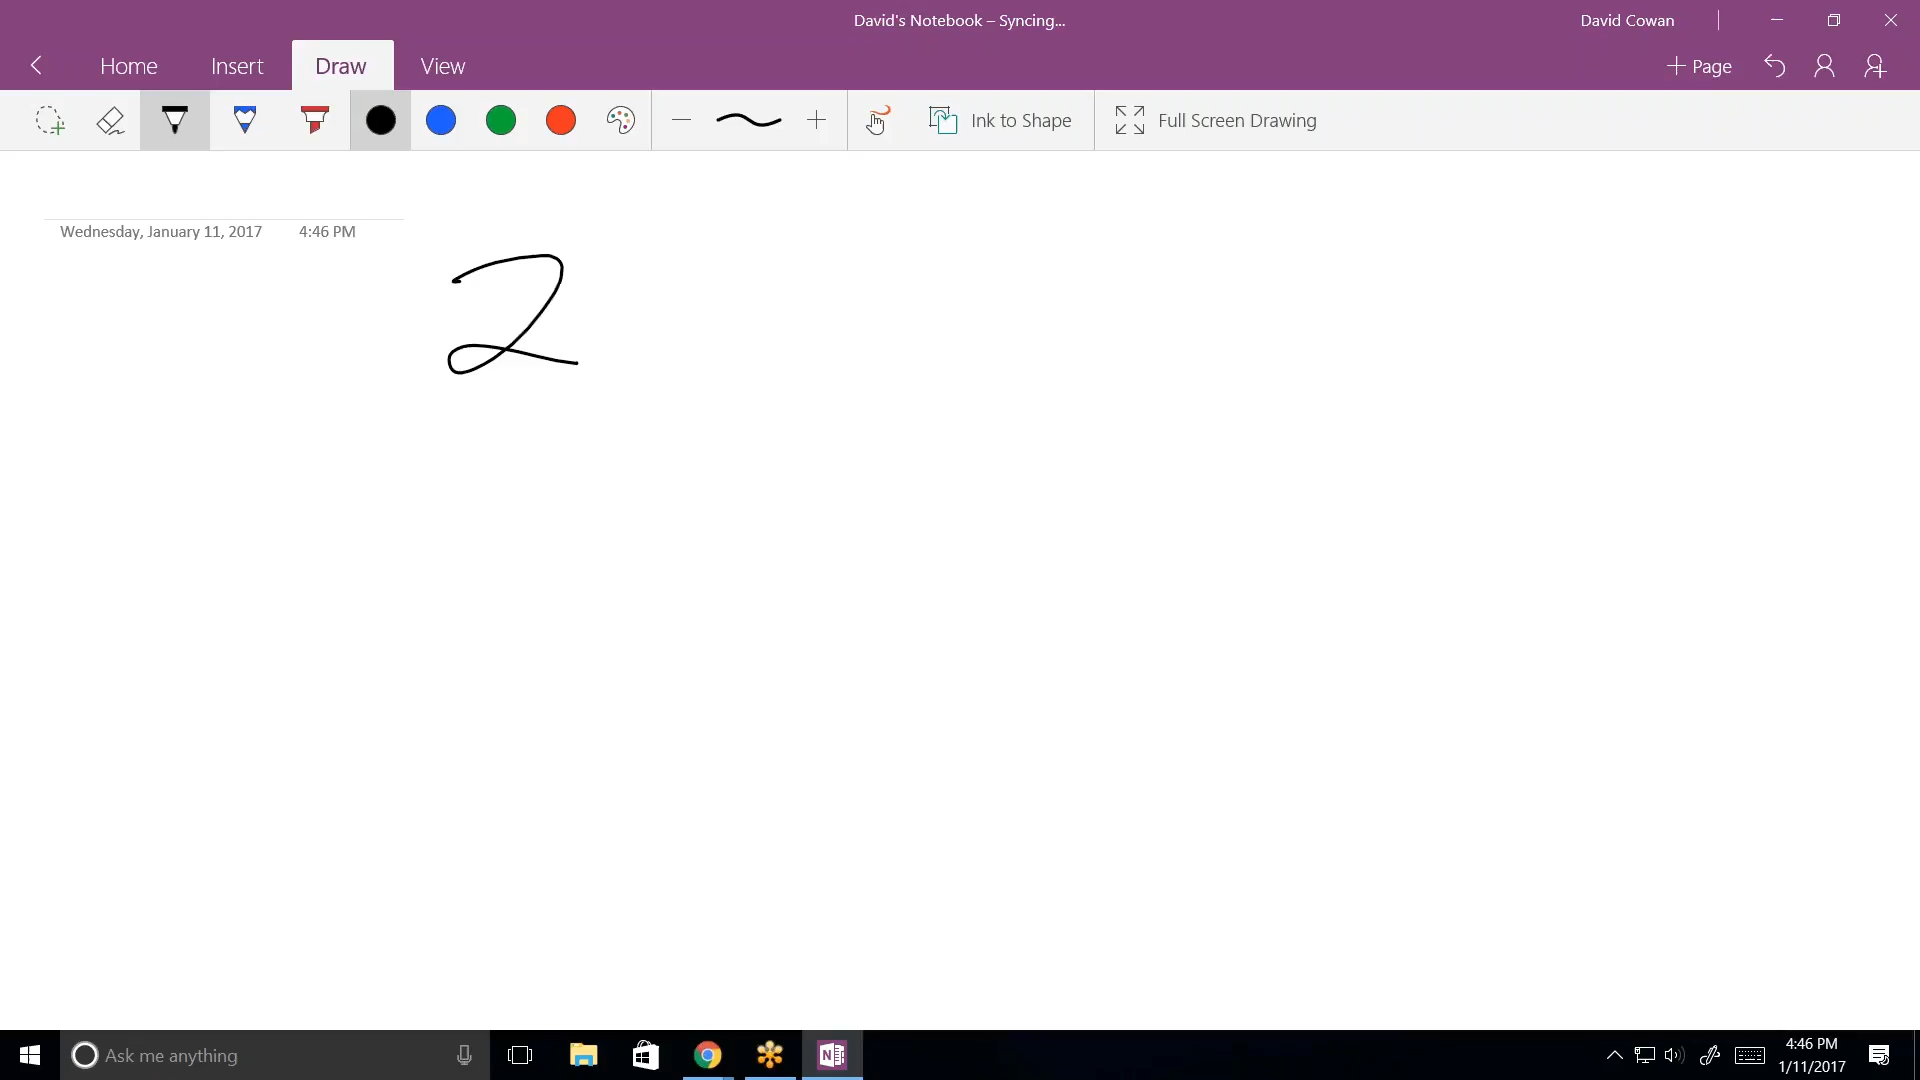 David's Notebook – Syncing...
David Cowan
Home Insert Draw View
Page
Ink to Shape
Full Screen Drawing
Wednesday, January 11, 2017 4:46 PM
2
Ask me anything
N
4:46 PM
1/11/2017